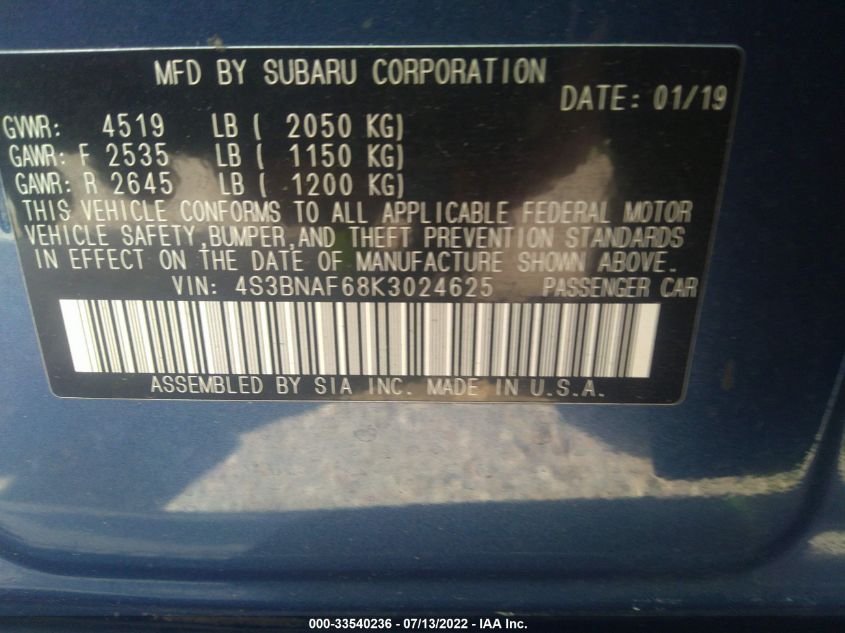 MFD BY SUBARU CORPORATION
DATE: 01/19
GVWR: 4519 LB ( 2050 KG)
GAWR: F 2535 LB ( 1150 KG)
GAWR: R 2645 LB ( 1200 KG)
THIS VEHICLE CONFORMS TO ALL APPLICABLE FEDERAL MOTOR
VEHICLE SAFETY,BUMPER,AND THEFT PREVENTION STANDARDS
IN EFFECT ON THE DATE OF MANUFACTURE SHOWN ABOVE.
VIN: 4S3BNAF68K3024625 PASSENGER CAR
ASSEMBLED BY SIA INC. MADE IN U.S.A.
000-33540236 - 07/13/2022 - IAA Inc.